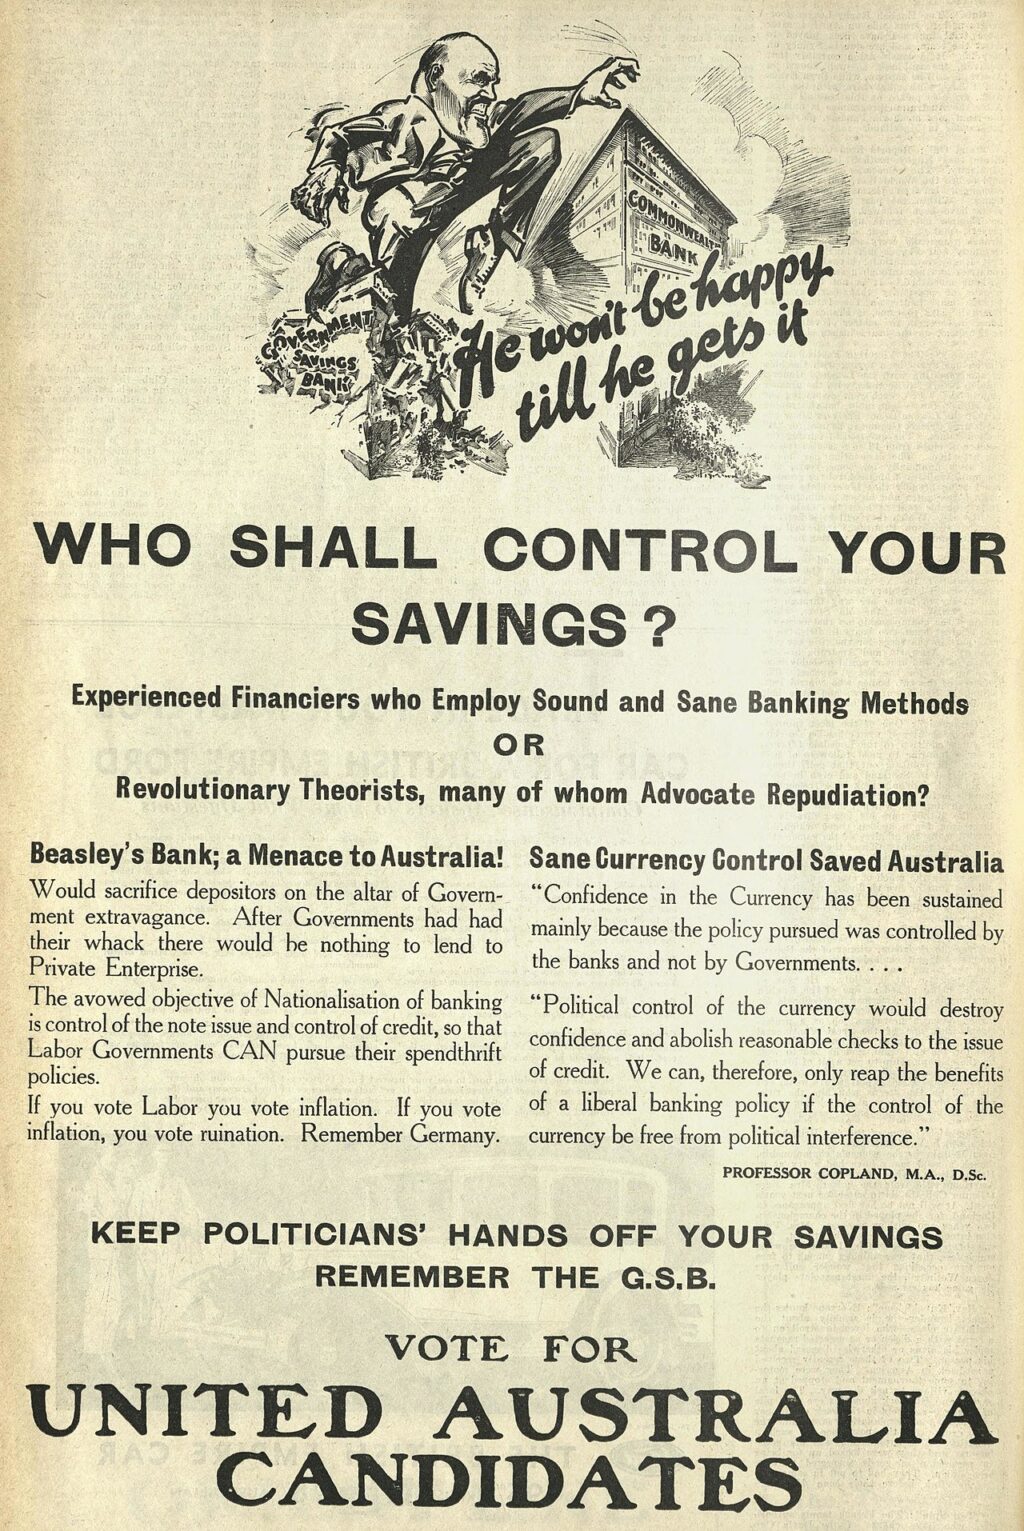 COMMONWEALTH
BANK
GOVERNMENT
SAVINGS
BANK
He won't be happy
till he gets it
WHO SHALL CONTROL YOUR
SAVINGS?
Experienced Financiers who Employ Sound and Sane Banking Methods
OR
Revolutionary Theorists, many of whom Advocate Repudiation?
Beasley's Bank; a Menace to Australia!
Would sacrifice depositors on the altar of Govern-
ment extravagance. After Governments had had
their whack there would be nothing to lend to
Private Enterprise.
The avowed objective of Nationalisation of banking
is control of the note issue and control of credit, so that
Labor Governments CAN pursue their spendthrift
policies.
If you vote Labor you vote inflation. If you vote
inflation, you vote ruination. Remember Germany.
Sane Currency Control Saved Australia
"Confidence in the Currency has been sustained
mainly because the policy pursued was controlled by
the banks and not by Governments. . . .
"Political control of the currency would destroy
confidence and abolish reasonable checks to the issue
of credit. We can, therefore, only reap the benefits
of a liberal banking policy if the control of the
currency be free from political interference."
PROFESSOR COPLAND, M.A., D.Sc.
KEEP POLITICIANS' HANDS OFF YOUR SAVINGS
REMEMBER THE G.S.B.
VOTE FOR
UNITED AUSTRALIA
CANDIDATES